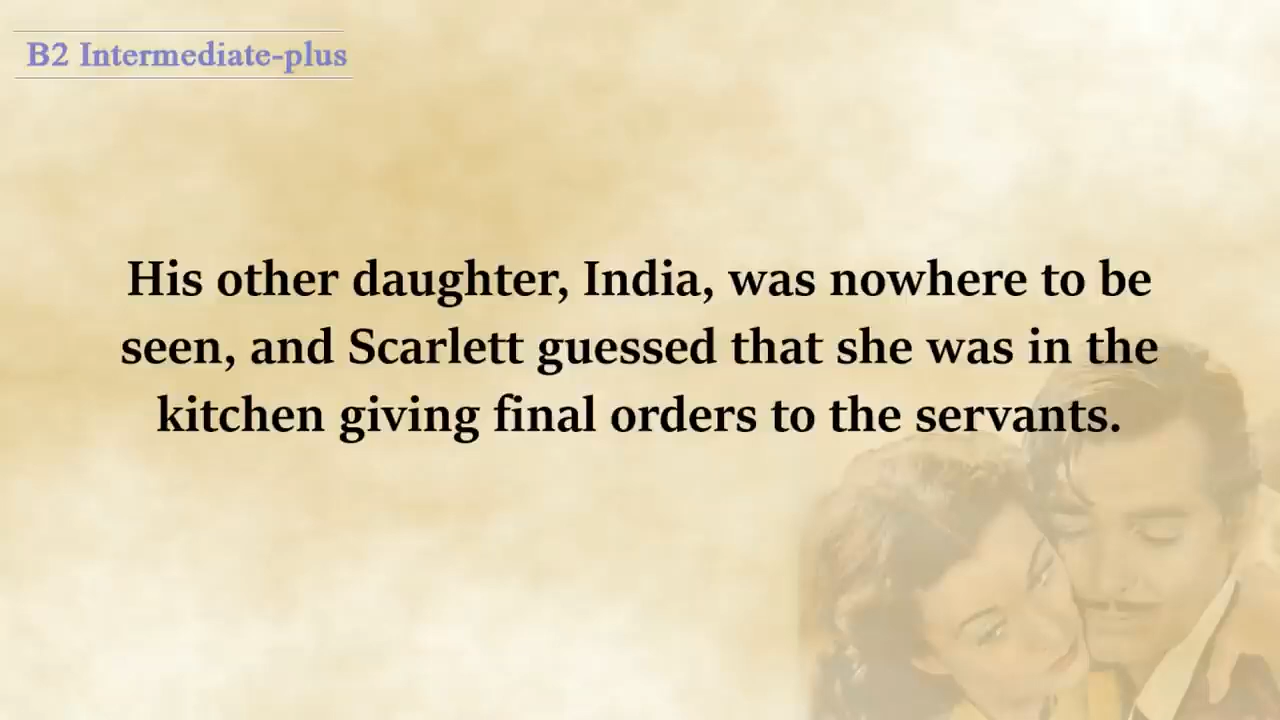 B2 Intermediate-plus
His other daughter, India, was nowhere to be
seen, and Scarlett guessed that she was in the
kitchen giving final orders to the servants.